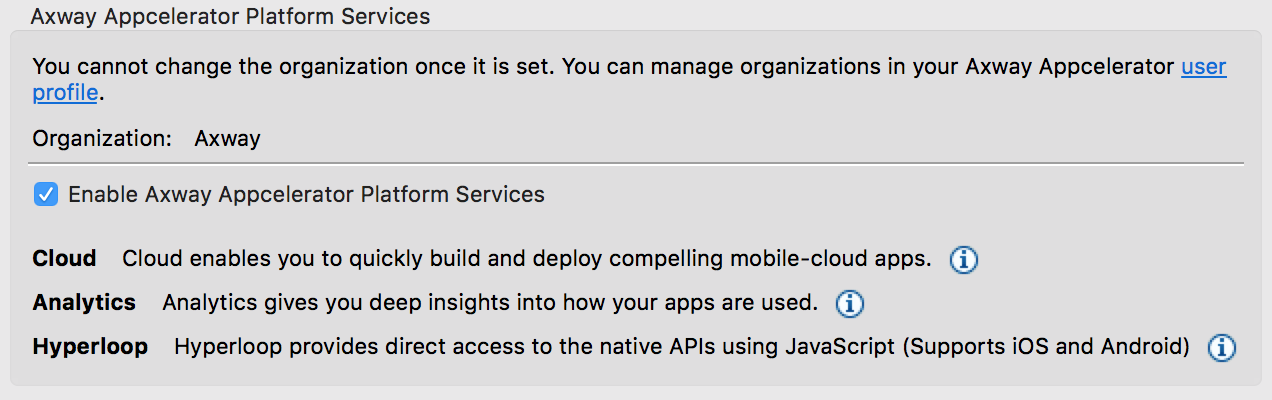 Axway Appcelerator Platform Services
You cannot change the organization once it is set. You can manage organizations in your Axway Appcelerator user
profile.
Organization: Axway
Enable Axway Appcelerator Platform Services
Cloud Cloud enables you to quickly build and deploy compelling mobile-cloud apps.
Analytics Analytics gives you deep insights into how your apps are used.
Hyperloop Hyperloop provides direct access to the native APIs using JavaScript (Supports iOS and Android)